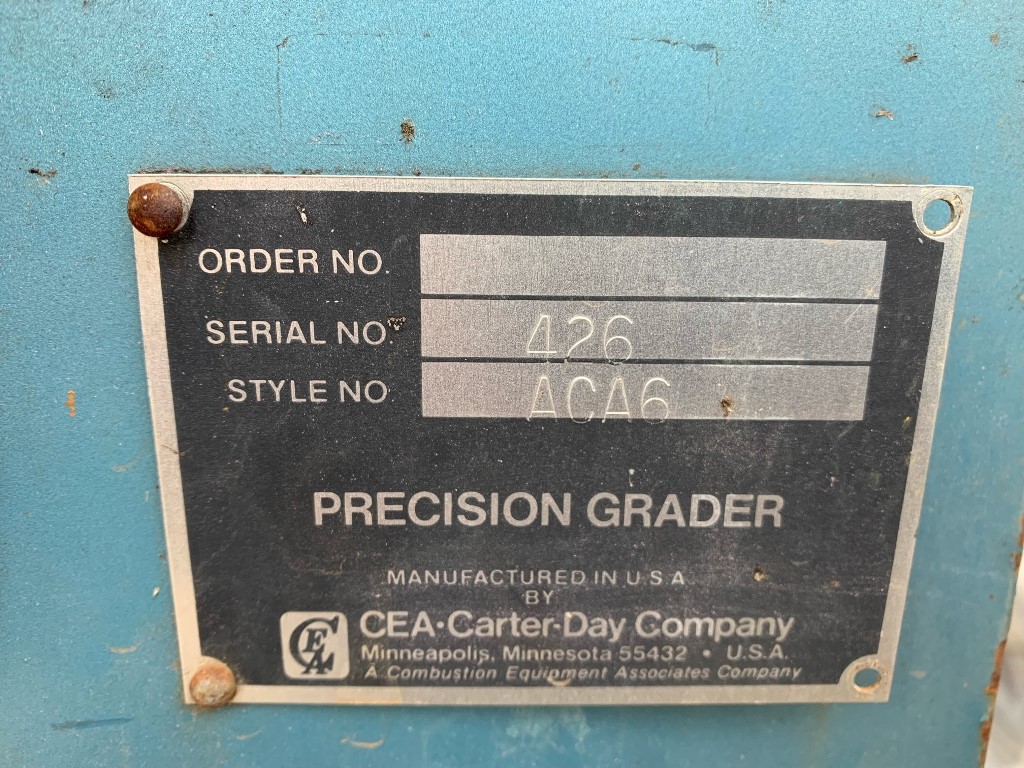 ORDER NO.
SERIAL NO. 426
STYLE NO ACA6
PRECISION GRADER
MANUFACTURED IN U S A
BY
CEA CEA·Carter-Day Company
Minneapolis, Minnesota 55432 • U.S.A.
A Combustion Equipment Associates Company